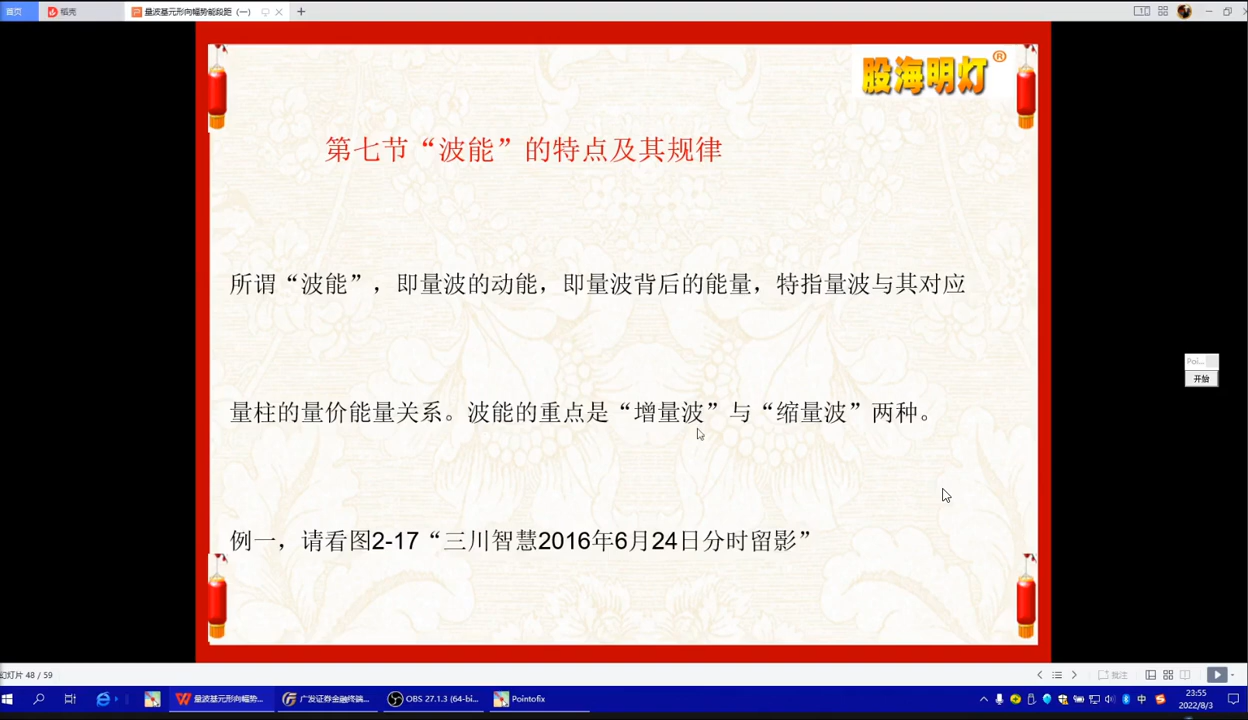 首页
稻壳
量波基元形向幅势能段距（一）
股海明灯®
第七节“波能”的特点及其规律
所谓“波能”，即量波的动能，即量波背后的能量，特指量波与其对应
量柱的量价能量关系。波能的重点是“增量波”与“缩量波”两种。
Poi...
开始
例一，请看图2-17“三川智慧2016年6月24日分时留影”
幻灯片 48 / 59
批注
量波基元形向幅势...
广发证券金融终端...
OBS 27.1.3 (64-bi...
Pointofix
中
23:55
2022/8/3